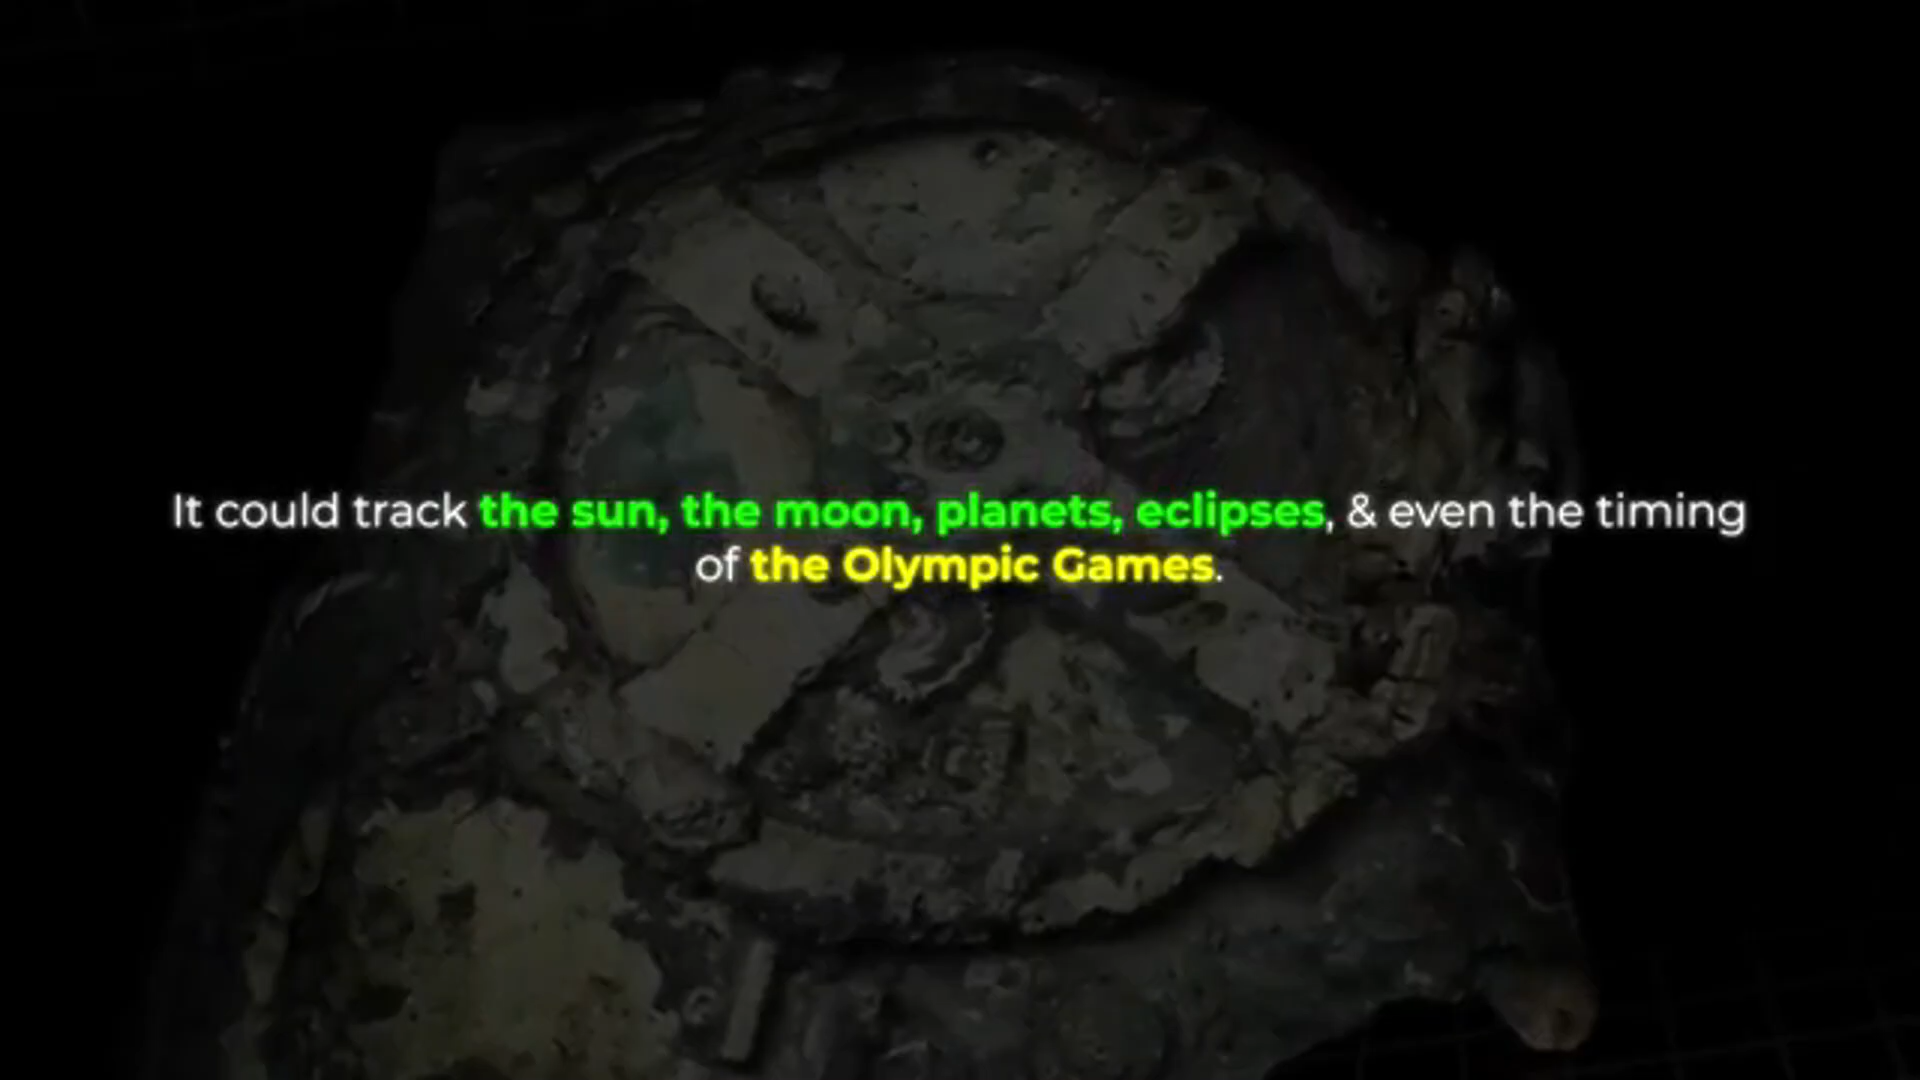 It could track the sun, the moon, planets, eclipses, & even the timing
of the Olympic Games.